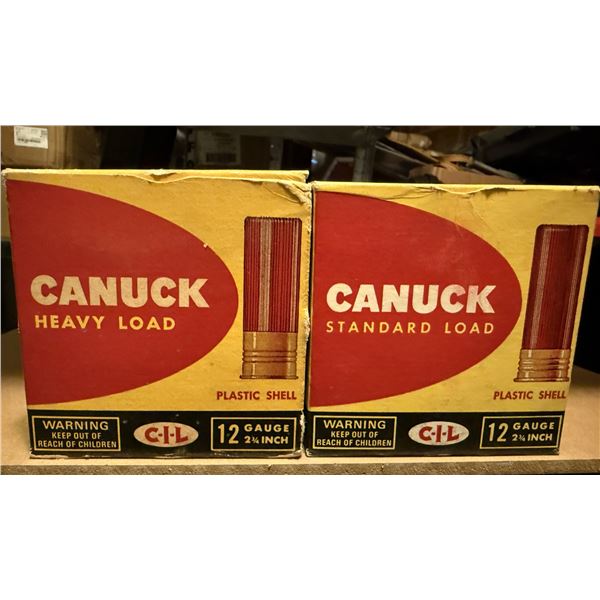 CANUCK
HEAVY LOAD
PLASTIC SHELL
WARNING
KEEP OUT OF
REACH OF CHILDREN
C-I-L
12 GAUGE
2¾ INCH
CANUCK
STANDARD LOAD
PLASTIC SHELL
WARNING
KEEP OUT OF
REACH OF CHILDREN
C-I-L
12 GAUGE
2¾ INCH